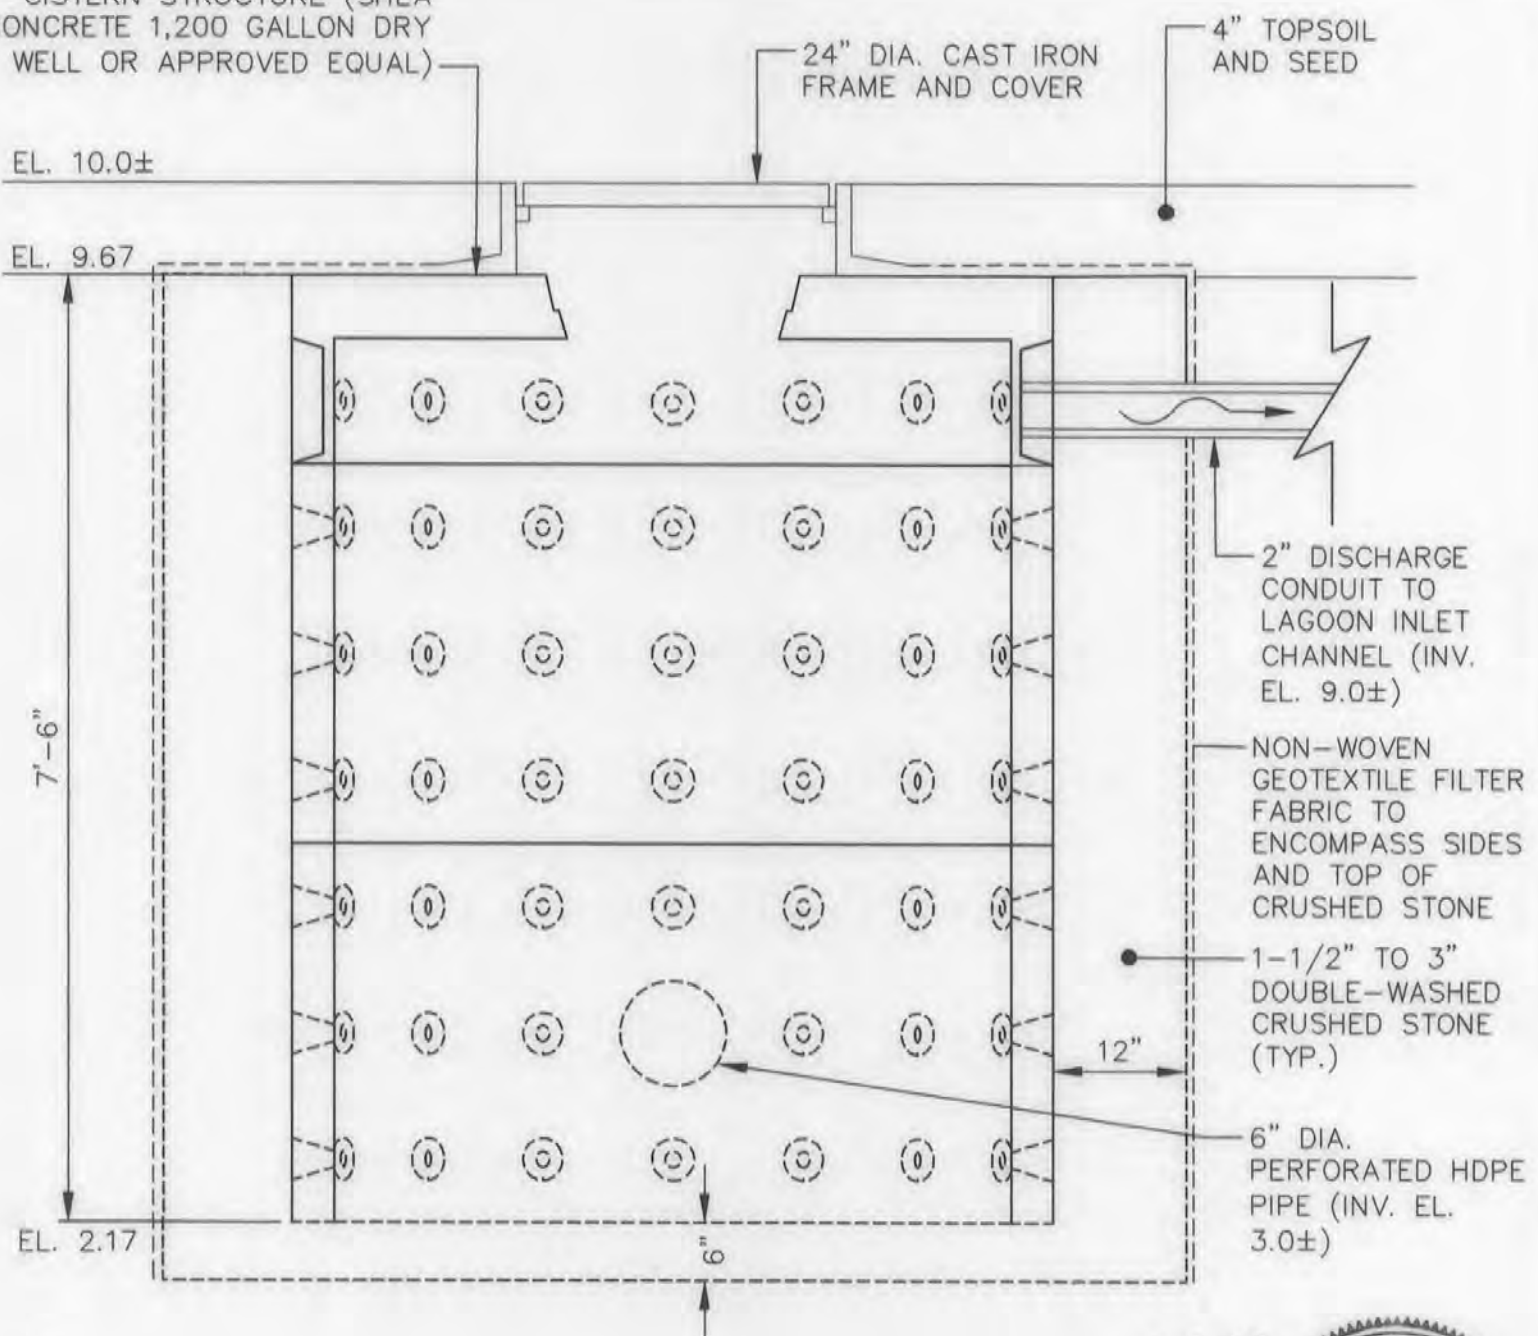 CISTERN STRUCTURE (SHEA
CONCRETE 1,200 GALLON DRY
WELL OR APPROVED EQUAL)
24" DIA. CAST IRON
FRAME AND COVER
4" TOPSOIL
AND SEED
EL. 10.0±
EL. 9.67
7'-6"
2" DISCHARGE
CONDUIT TO
LAGOON INLET
CHANNEL (INV.
EL. 9.0±)
NON-WOVEN
GEOTEXTILE FILTER
FABRIC TO
ENCOMPASS SIDES
AND TOP OF
CRUSHED STONE
1-1/2" TO 3"
DOUBLE-WASHED
CRUSHED STONE
(TYP.)
12"
6" DIA.
PERFORATED HDPE
PIPE (INV. EL.
3.0±)
EL. 2.17
6"